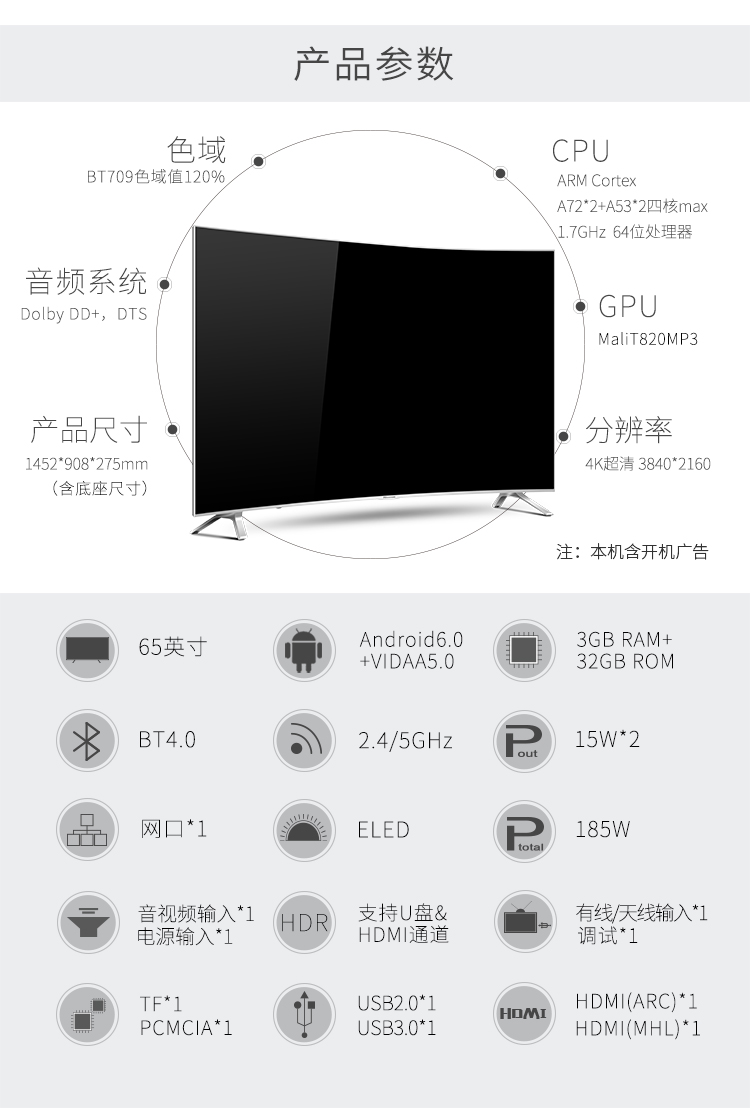 产品参数
色域
BT709色域值120%
CPU
ARM Cortex
A72*2+A53*2四核max
1.7GHz 64位处理器
音频系统
Dolby DD+，DTS
GPU
MaliT820MP3
产品尺寸
1452*908*275mm
（含底座尺寸）
分辨率
4K超清 3840*2160
注：本机含开机广告
65英寸
Android6.0
+VIDAA5.0
3GB RAM+
32GB ROM
BT4.0
2.4/5GHz
Pout
15W*2
网口*1
ELED
Ptotal
185W
音视频输入*1
电源输入*1
HDR
支持U盘&
HDMI通道
有线/天线输入*1
调试*1
TF*1
PCMCIA*1
USB2.0*1
USB3.0*1
HDMI
HDMI(ARC)*1
HDMI(MHL)*1